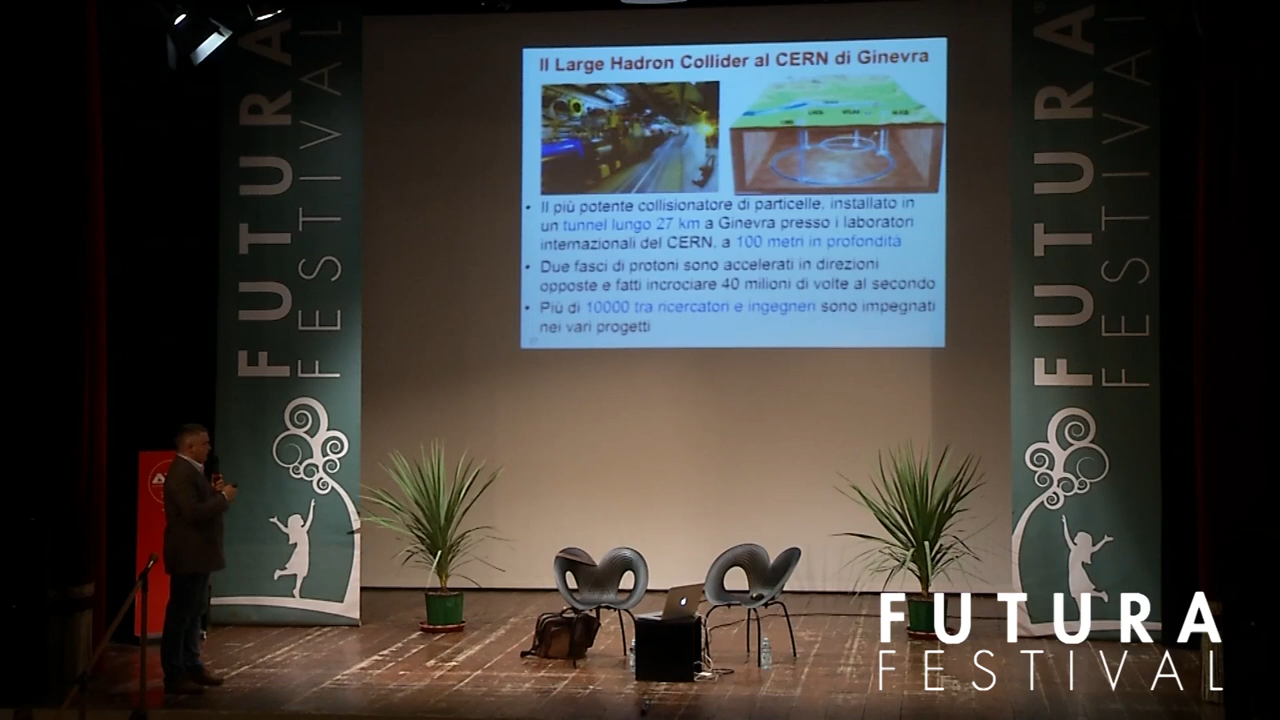 FUTURA
FESTIVAL
Il Large Hadron Collider al CERN di Ginevra
• Il più potente collisionatore di particelle, installato in
un tunnel lungo 27 km a Ginevra presso i laboratori
internazionali del CERN, a 100 metri in profondità
• Due fasci di protoni sono accelerati in direzioni
opposte e fatti incrociare 40 milioni di volte al secondo
• Più di 10000 tra ricercatori e ingegneri sono impegnati
nei vari progetti
FUTURA
FESTIVAL
FUTURA
FESTIVAL